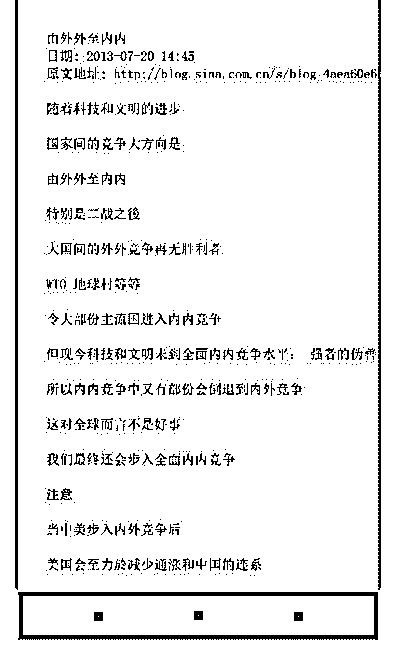 由外外至内内
日期: 2013-07-20 14:45
原文地址: http://blog.sina.com.cn/s/blog_4aea60e6
随着科技和文明的进步
国家间的竞争大方向是
由外外至内内
特别是二战之後
大国间的外外竞争再无胜利者
WTO 地球村等等
令大部份主流国进入内内竞争
但现今科技和文明未到全面内内竞争水平， 强者的伪善
所以内内竞争中又有部份会倒退到内外竞争
这对全球而言不是好事
我们最终还会步入全面内内竞争
注意
当中美步入内外竞争后
美国会至力於减少通涨和中国的连系